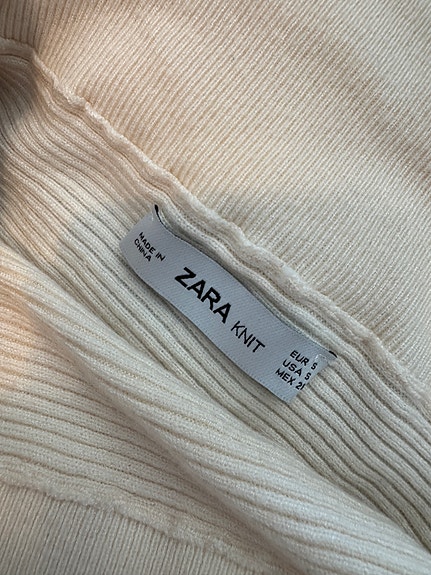 MADE IN
CHINA
ZARA KNIT
EUR S
USA S
MEX